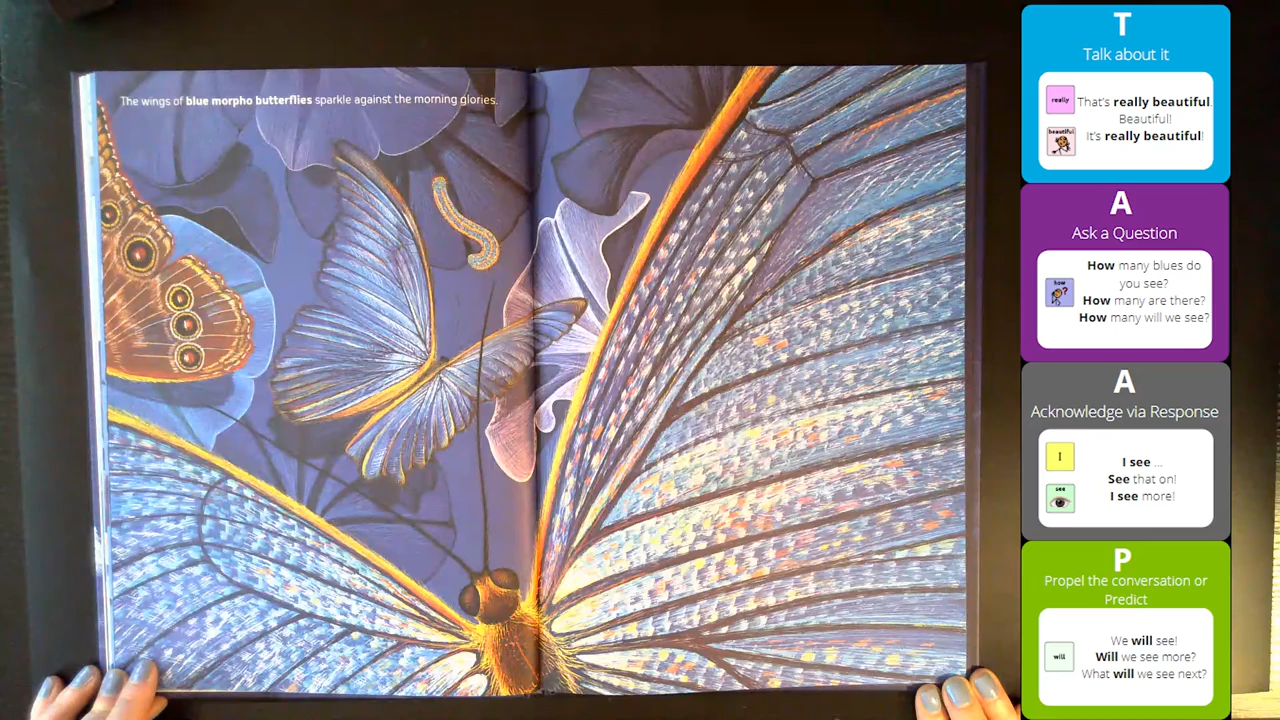 The wings of blue morpho butterflies sparkle against the morning glories.
T
Talk about it
really
beautiful
That's really beautiful.
Beautiful!
It's really beautiful!
A
Ask a Question
how
How many blues do
you see?
How many are there?
How many will we see?
A
Acknowledge via Response
I
see
I see ...
See that on!
I see more!
P
Propel the conversation or
Predict
will
We will see!
Will we see more?
What will we see next?